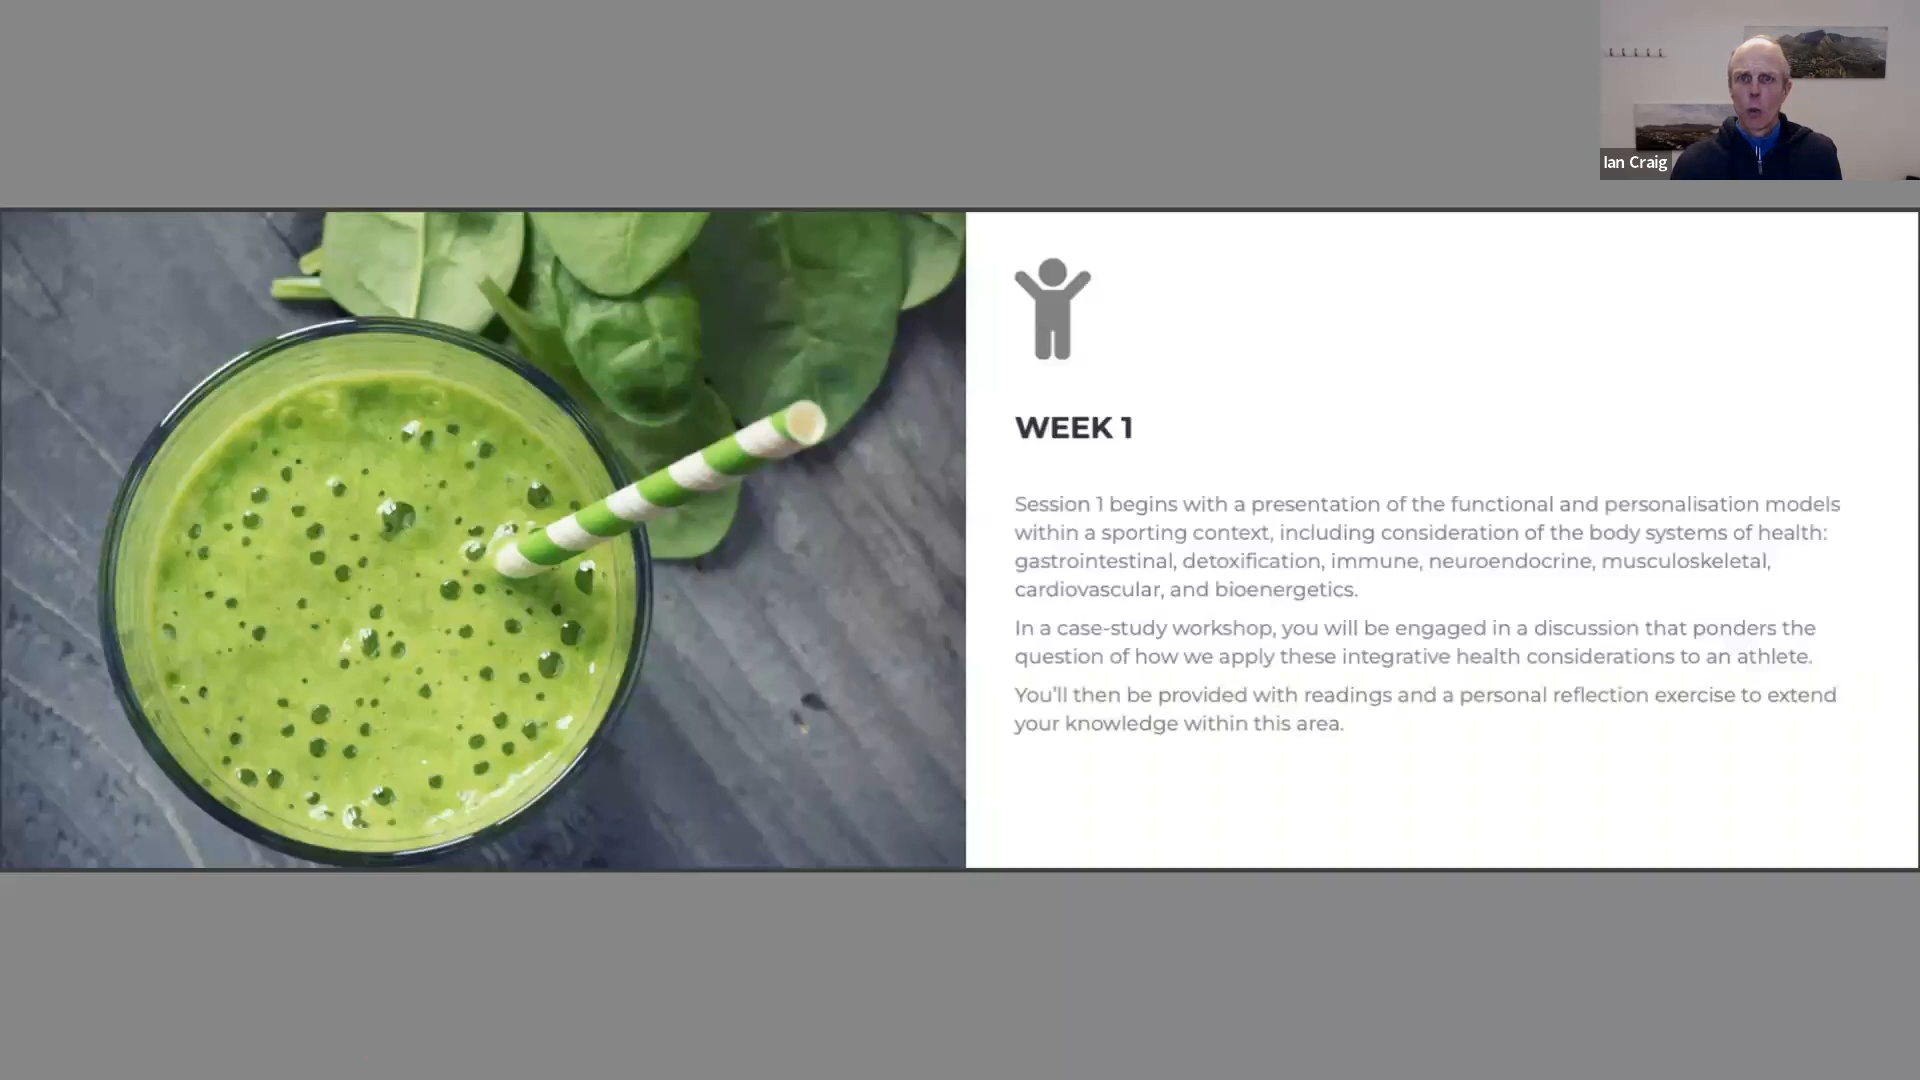 Ian Craig
WEEK 1
Session 1 begins with a presentation of the functional and personalisation models
within a sporting context, including consideration of the body systems of health:
gastrointestinal, detoxification, immune, neuroendocrine, musculoskeletal,
cardiovascular, and bioenergetics.
In a case-study workshop, you will be engaged in a discussion that ponders the
question of how we apply these integrative health considerations to an athlete.
You'll then be provided with readings and a personal reflection exercise to extend
your knowledge within this area.